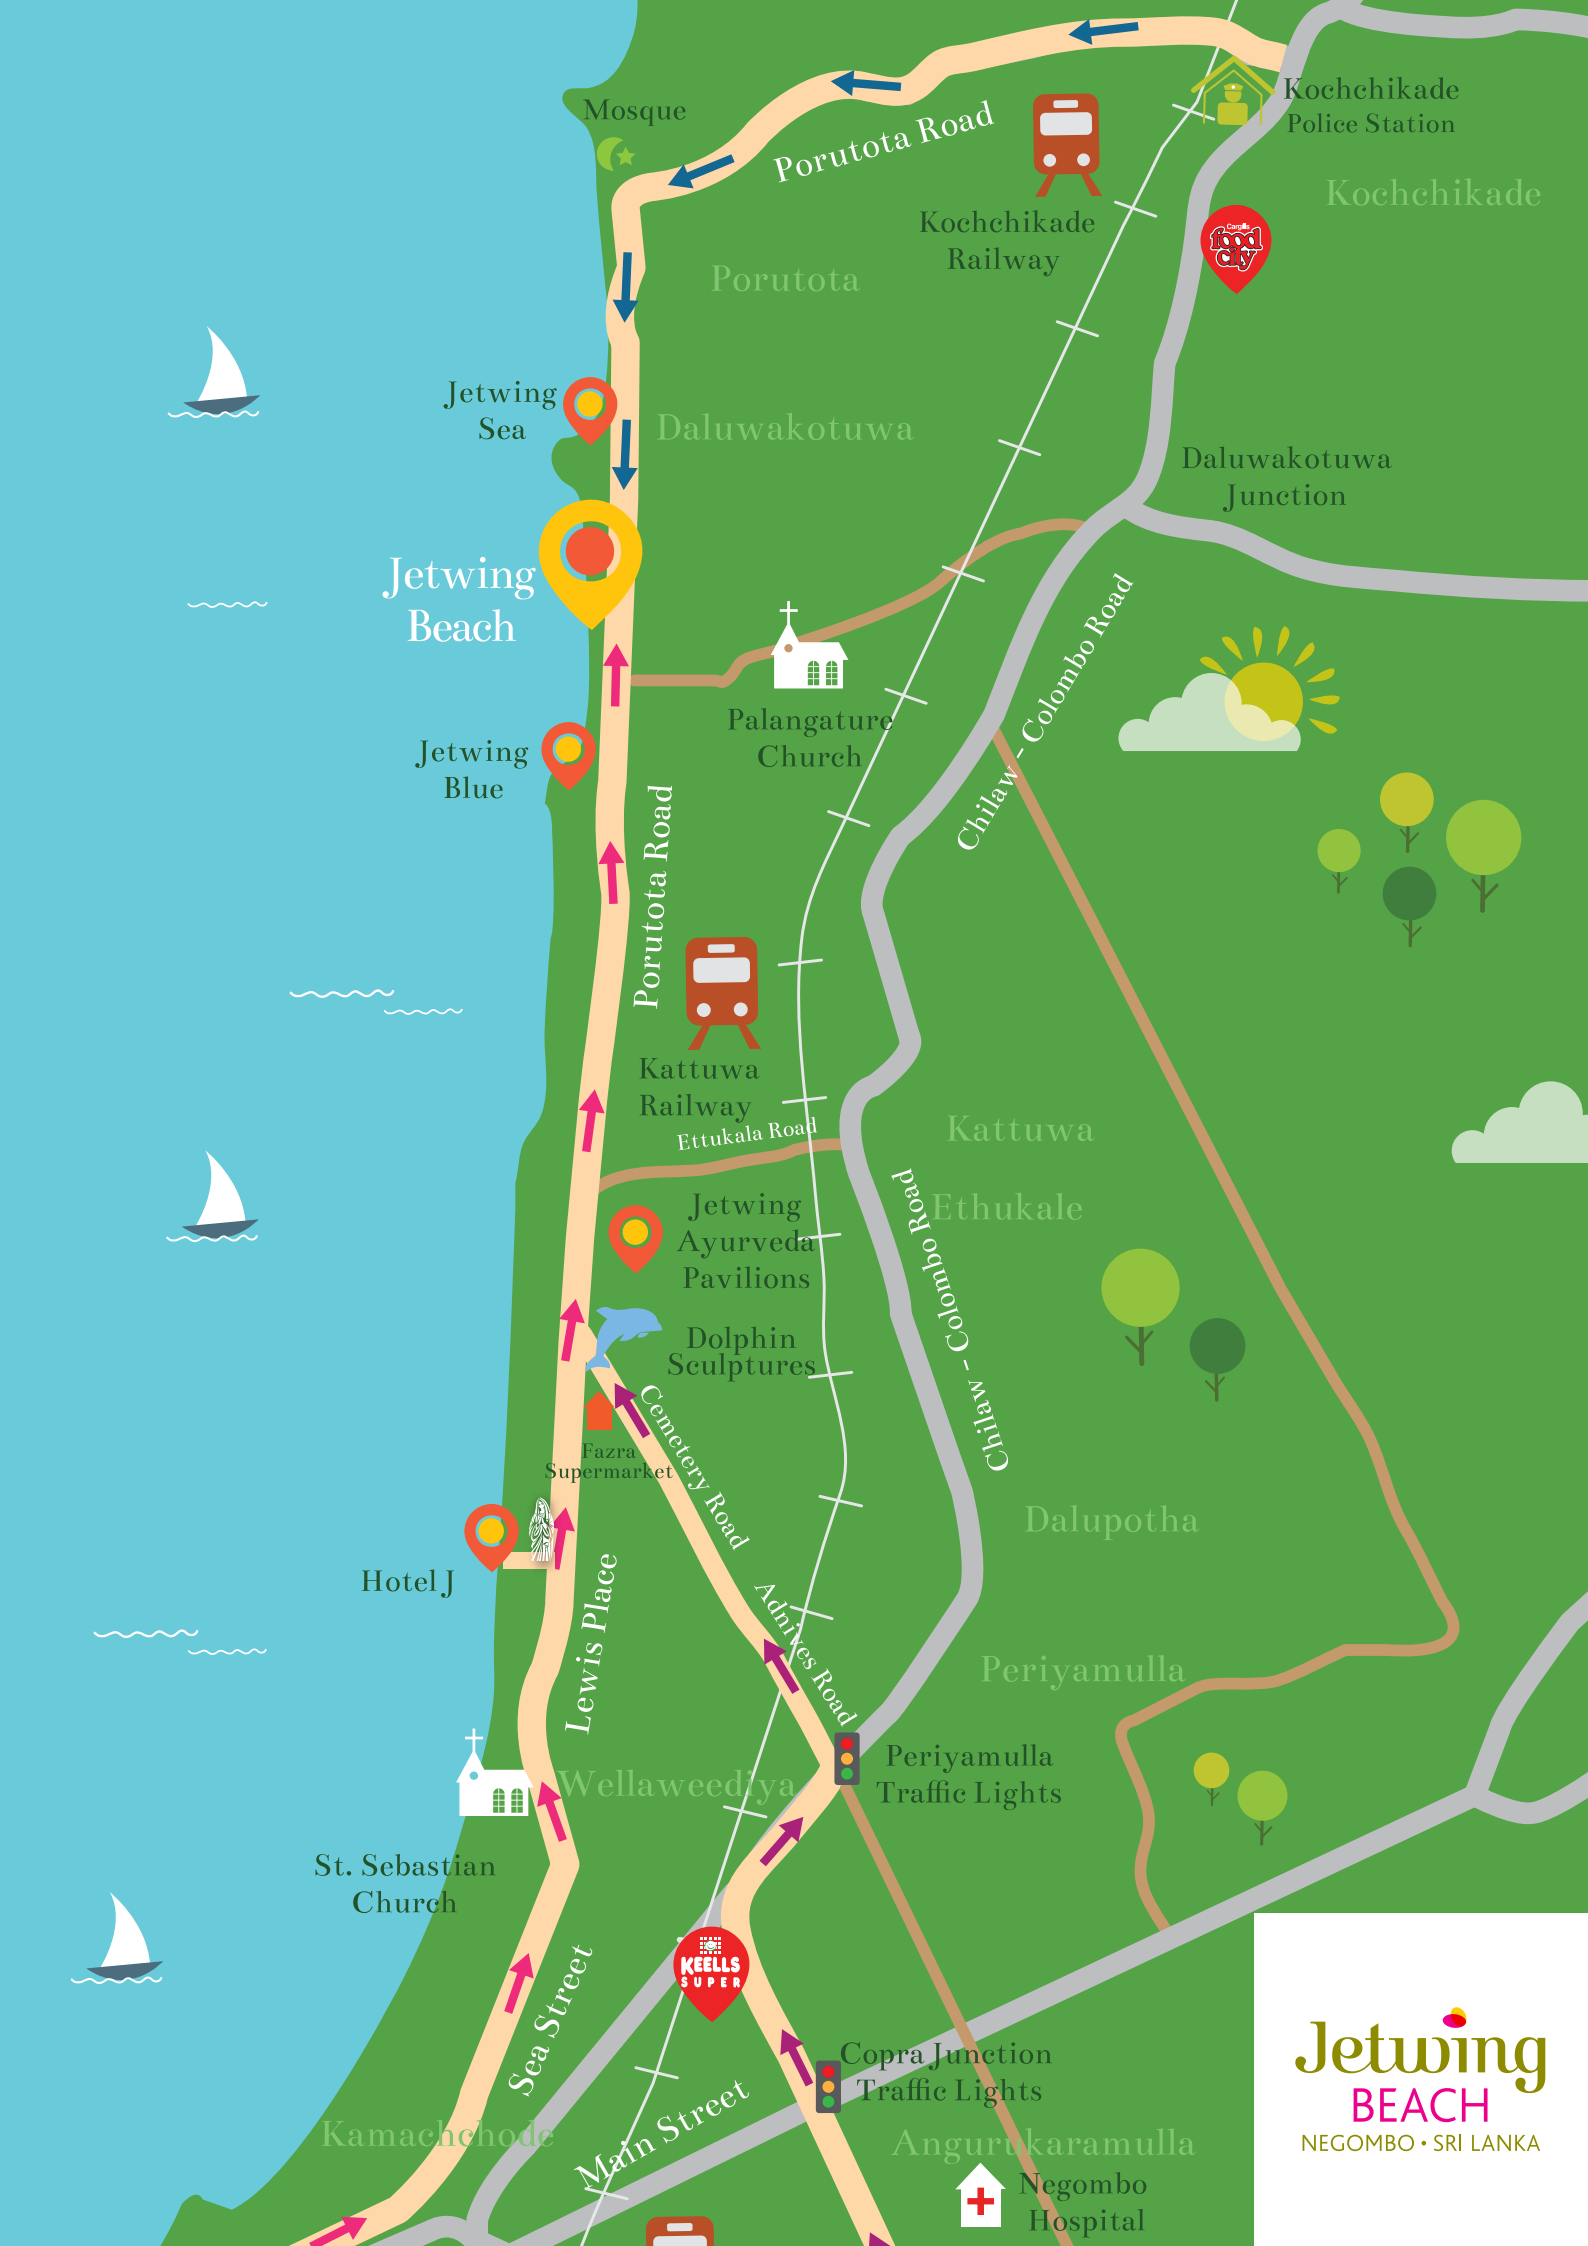 Mosque
Porutota Road
Kochchikade
Police Station
Kochchikade
Kochchikade
Railway
Cargills
food
city
Porutota
Jetwing
Sea
Daluwakotuwa
Daluwakotuwa
Junction
Jetwing
Beach
Chilaw - Colombo Road
Palangature
Church
Jetwing
Blue
Porutota Road
Kattuwa
Railway
Ettukala Road
Kattuwa
Ethukale
Jetwing
Ayurveda
Pavilions
Chilaw - Colombo Road
Dolphin
Sculptures
Cemetery Road
Fazra
Supermarket
Hotel J
Dalupotha
Lewis Place
Adnives Road
Periyamulla
Periyamulla
Traffic Lights
Wellaweediya
St. Sebastian
Church
KEELLS
SUPER
Sea Street
Copra Junction
Traffic Lights
Main Street
Kamachchode
Angurukaramulla
Negombo
Hospital
Jetwing
BEACH
NEGOMBO • SRI LANKA